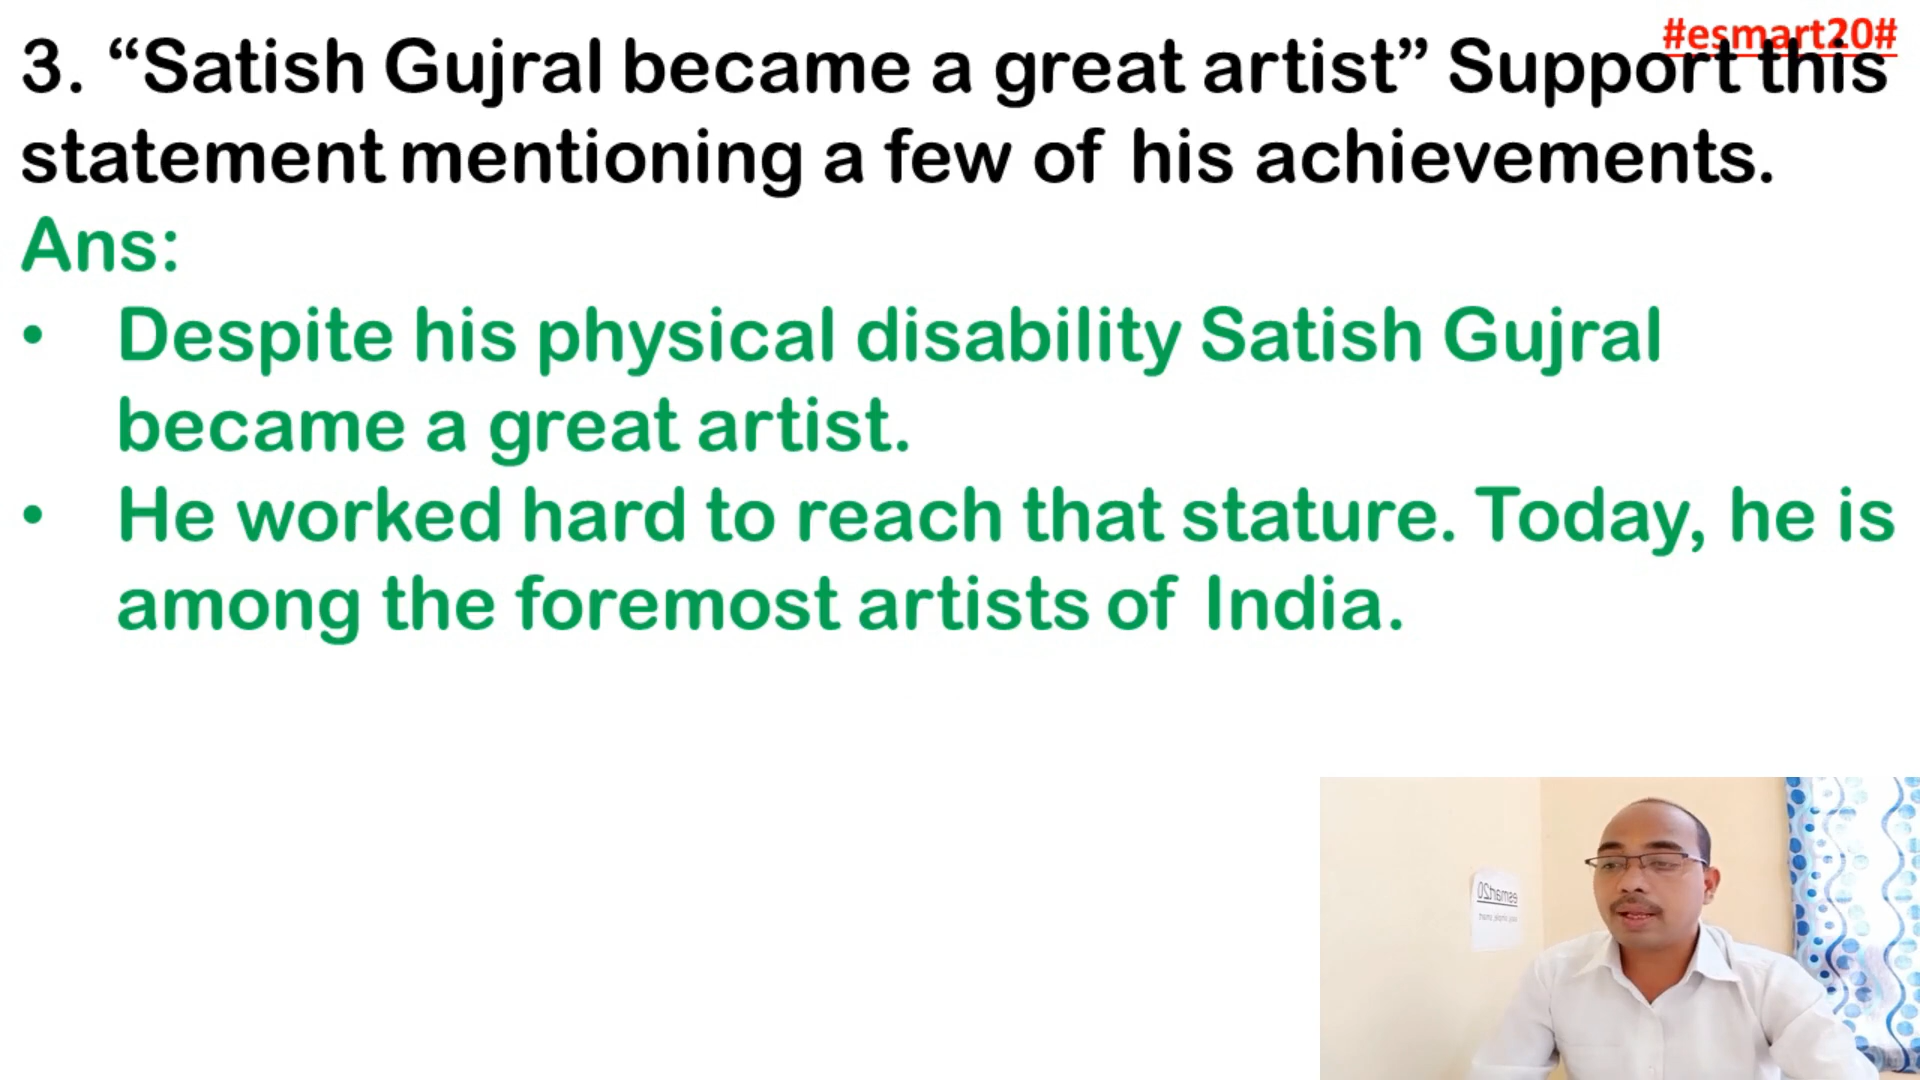 #esmart20#
3. “Satish Gujral became a great artist” Support this
statement mentioning a few of his achievements.
Ans:
• Despite his physical disability Satish Gujral
became a great artist.
• He worked hard to reach that stature. Today, he is
among the foremost artists of India.
esmart20